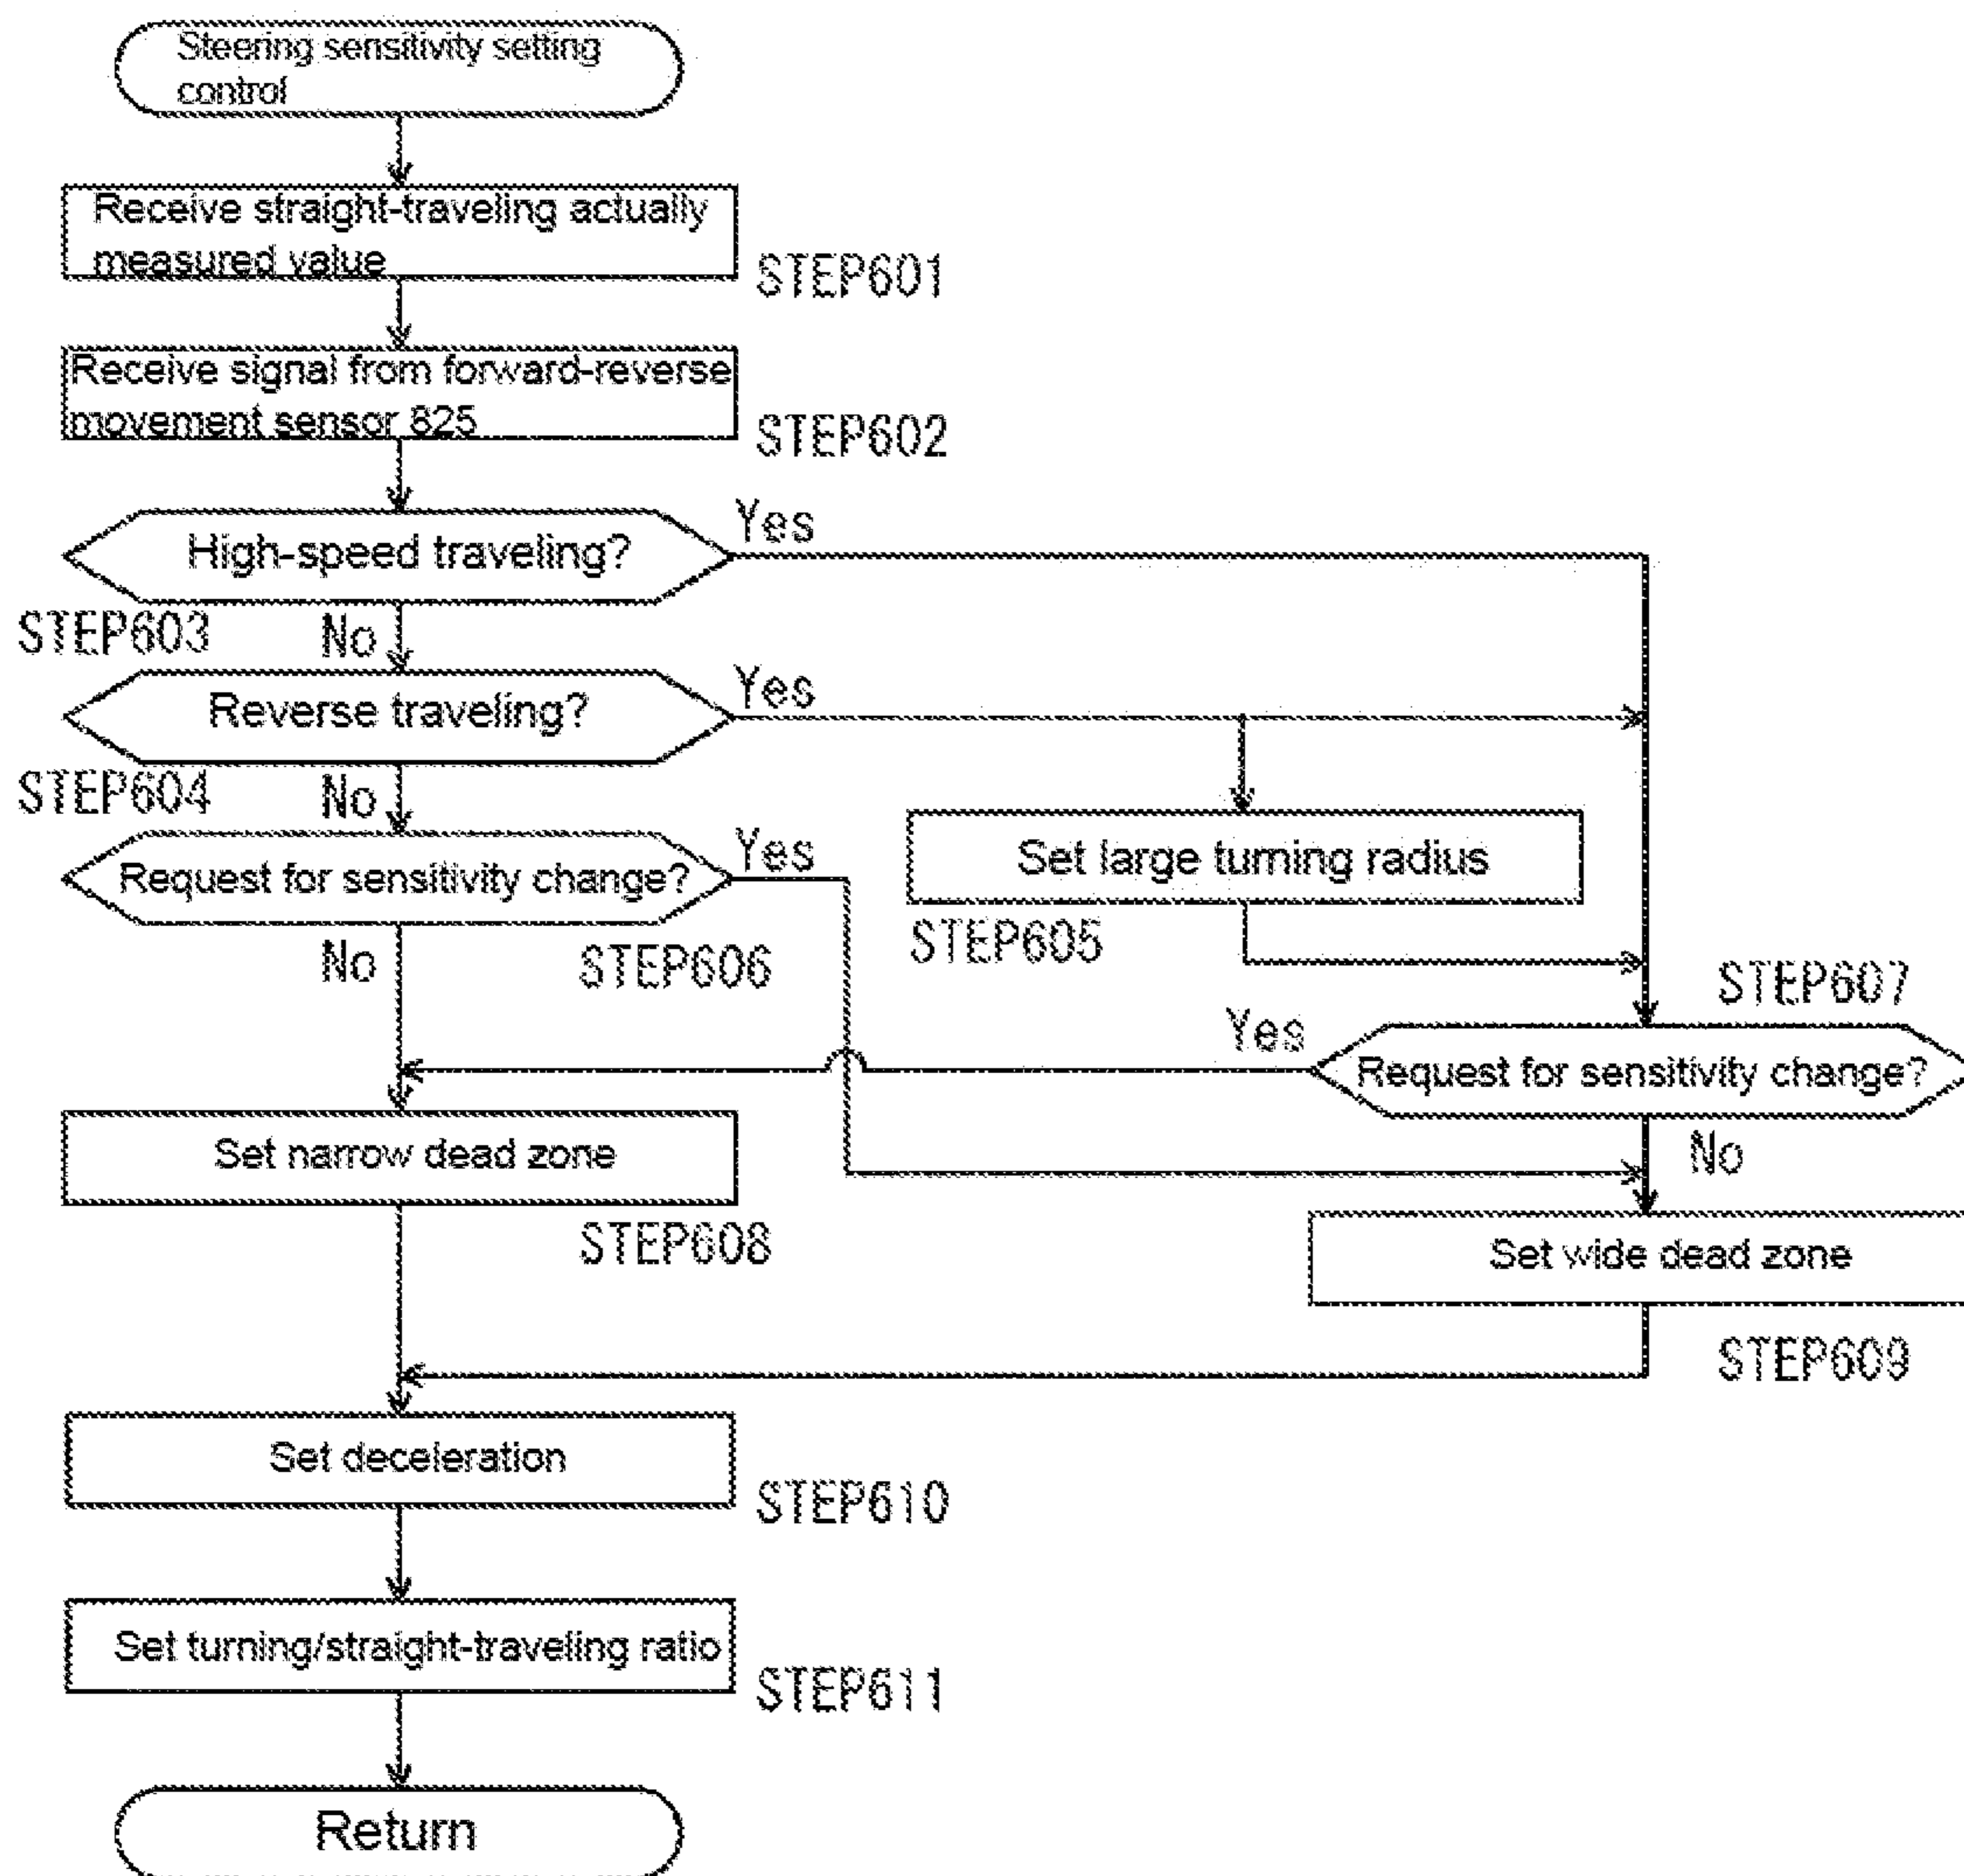 Steering sensitivity setting
control
Receive straight-traveling actually
measured value
STEP601
Receive signal from forward-reverse
movement sensor 825
STEP602
High-speed traveling?
Yes
STEP603
No
Reverse traveling?
Yes
STEP604
No
Set large turning radius
STEP605
Request for sensitivity change?
Yes
No
STEP606
STEP607
Yes
Request for sensitivity change?
No
Set narrow dead zone
STEP608
Set wide dead zone
STEP609
Set deceleration
STEP610
Set turning/straight-traveling ratio
STEP611
Return